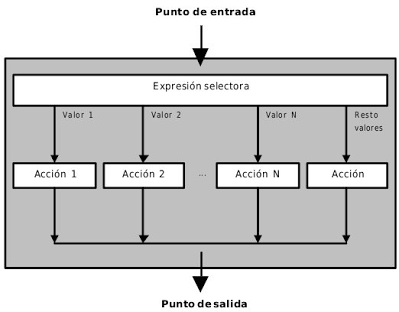 Punto de entrada
Expresión selectora
Valor 1
Valor 2
Valor N
Resto
valores
Acción 1
Acción 2
...
Acción N
Acción
Punto de salida